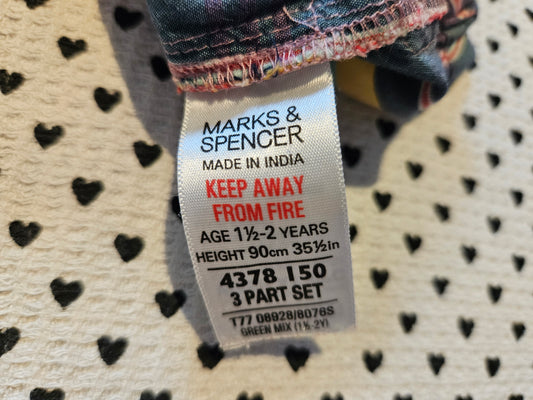 MARKS &
SPENCER
MADE IN INDIA
KEEP AWAY
FROM FIRE
AGE 1½-2 YEARS
HEIGHT 90cm 35½in
4378 I 50
3 PART SET
T77 08928/8076S
GREEN MIX (1½-2Y)